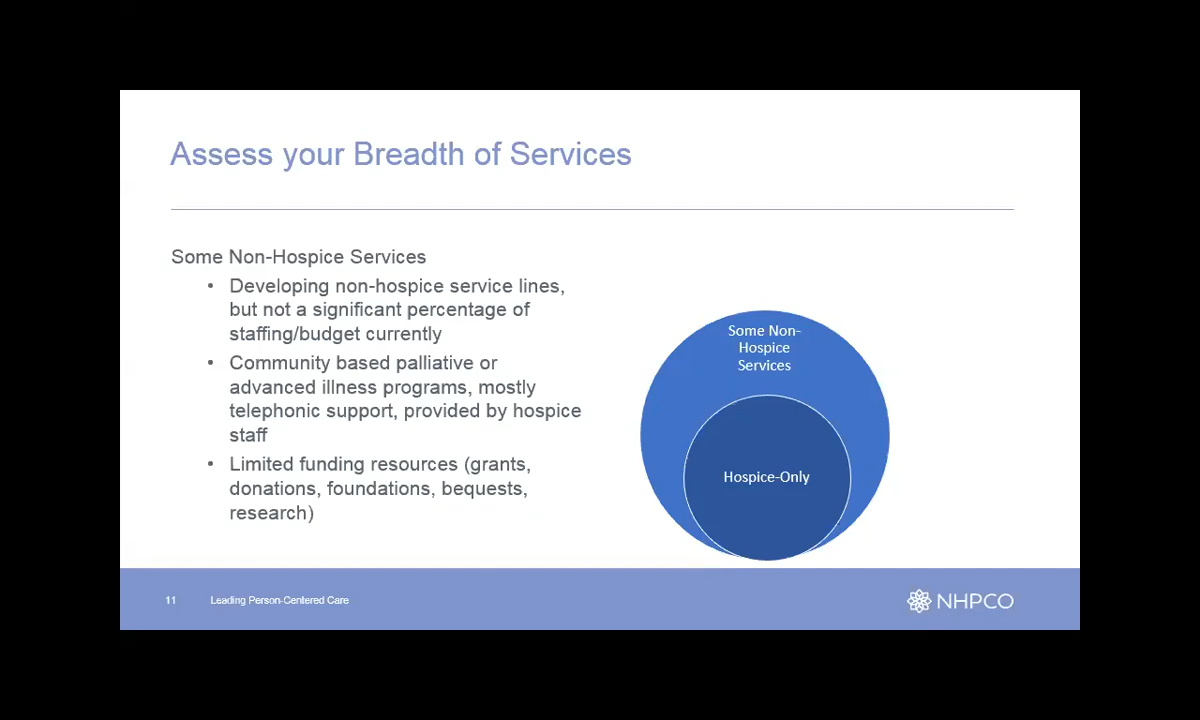 Assess your Breadth of Services
Some Non-Hospice Services
• Developing non-hospice service lines,
but not a significant percentage of
staffing/budget currently
• Community based palliative or
advanced illness programs, mostly
telephonic support, provided by hospice
staff
• Limited funding resources (grants,
donations, foundations, bequests,
research)
Some Non-
Hospice
Services
Hospice-Only
11
Leading Person-Centered Care
NHPCO